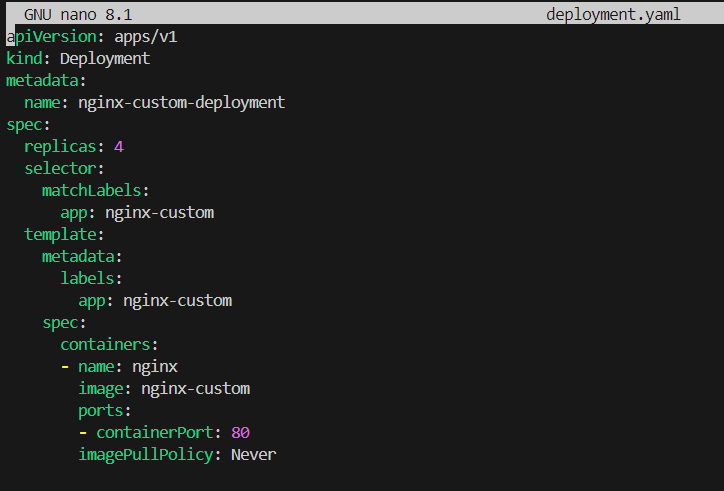 GNU nano 8.1 deployment.yaml
apiVersion: apps/v1
kind: Deployment
metadata:
  name: nginx-custom-deployment
spec:
  replicas: 4
  selector:
    matchLabels:
      app: nginx-custom
  template:
    metadata:
      labels:
        app: nginx-custom
    spec:
      containers:
      - name: nginx
        image: nginx-custom
        ports:
        - containerPort: 80
        imagePullPolicy: Never